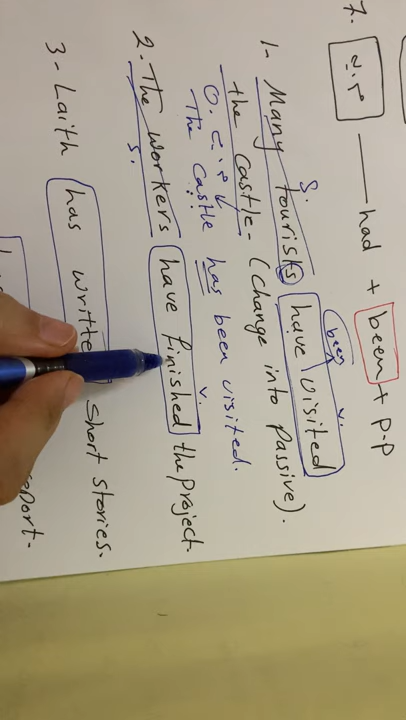 7. ن.م — had + been + p.p
been
S. v.
1- Many tourists have visited
the castle. (change into passive).
O. ن.م
The castle has been visited.
2- The workers have finished the project.
S. v.
3- Laith has written short stories.